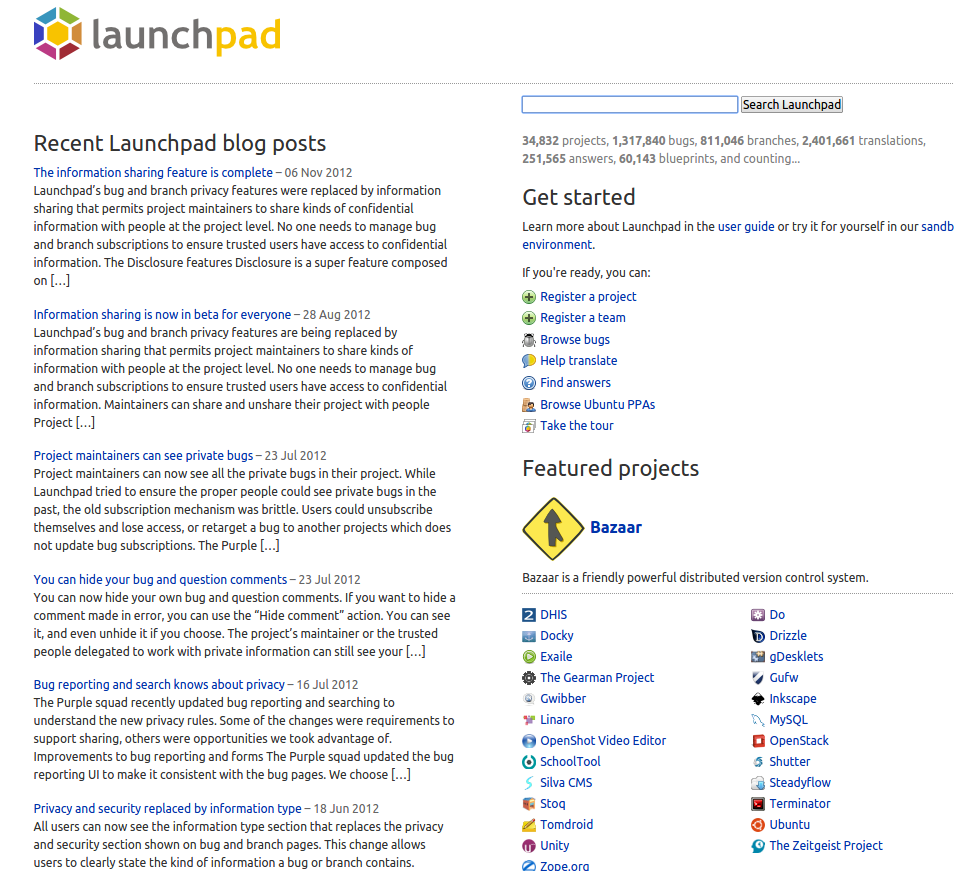 launchpad
Search Launchpad
Recent Launchpad blog posts
The information sharing feature is complete – 06 Nov 2012
Launchpad’s bug and branch privacy features were replaced by information
sharing that permits project maintainers to share kinds of confidential
information with people at the project level. No one needs to manage bug
and branch subscriptions to ensure trusted users have access to confidential
information. The Disclosure features Disclosure is a super feature composed
on […]
Information sharing is now in beta for everyone – 28 Aug 2012
Launchpad’s bug and branch privacy features are being replaced by
information sharing that permits project maintainers to share kinds of
information with people at the project level. No one needs to manage bug
and branch subscriptions to ensure trusted users have access to confidential
information. Maintainers can share and unshare their project with people
Project […]
Project maintainers can see private bugs – 23 Jul 2012
Project maintainers can now see all the private bugs in their project. While
Launchpad tried to ensure the proper people could see private bugs in the
past, the old subscription mechanism was brittle. Users could unsubscribe
themselves and lose access, or retarget a bug to another projects which does
not update bug subscriptions. The Purple […]
You can hide your bug and question comments – 23 Jul 2012
You can now hide your own bug and question comments. If you want to hide a
comment made in error, you can use the “Hide comment” action. You can see
it, and even unhide it if you choose. The project’s maintainer or the trusted
people delegated to work with private information can still see your […]
Bug reporting and search knows about privacy – 16 Jul 2012
The Purple squad recently updated bug reporting and searching to
understand the new privacy rules. Some of the changes were requirements to
support sharing, others were opportunities we took advantage of.
Improvements to bug reporting and forms The Purple squad updated the bug
reporting UI to make it consistent with the bug pages. We choose […]
Privacy and security replaced by information type – 18 Jun 2012
All users can now see the information type section that replaces the privacy
and security section shown on bug and branch pages. This change allows
users to clearly state the kind of information a bug or branch contains.
34,832 projects, 1,317,840 bugs, 811,046 branches, 2,401,661 translations,
251,565 answers, 60,143 blueprints, and counting...
Get started
Learn more about Launchpad in the user guide or try it for yourself in our sandb
environment.
If you're ready, you can:
Register a project
Register a team
Browse bugs
Help translate
Find answers
Browse Ubuntu PPAs
Take the tour
Featured projects
Bazaar
Bazaar is a friendly powerful distributed version control system.
DHIS
Docky
Exaile
The Gearman Project
Gwibber
Linaro
OpenShot Video Editor
SchoolTool
Silva CMS
Stoq
Tomdroid
Unity
Zope.org
Do
Drizzle
gDesklets
Gufw
Inkscape
MySQL
OpenStack
Shutter
Steadyflow
Terminator
Ubuntu
The Zeitgeist Project